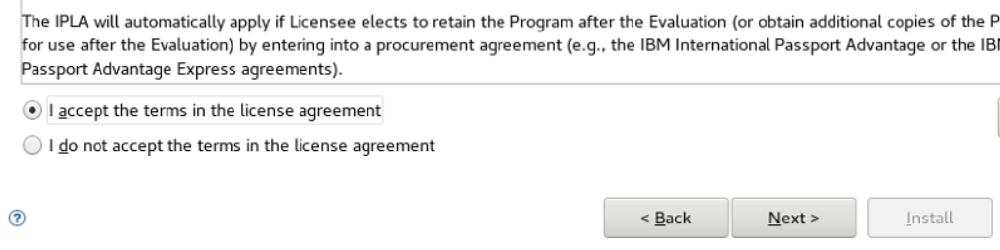 The IPLA will automatically apply if Licensee elects to retain the Program after the Evaluation (or obtain additional copies of the P
for use after the Evaluation) by entering into a procurement agreement (e.g., the IBM International Passport Advantage or the IB
Passport Advantage Express agreements).
I accept the terms in the license agreement
I do not accept the terms in the license agreement
?
< Back
Next >
Install